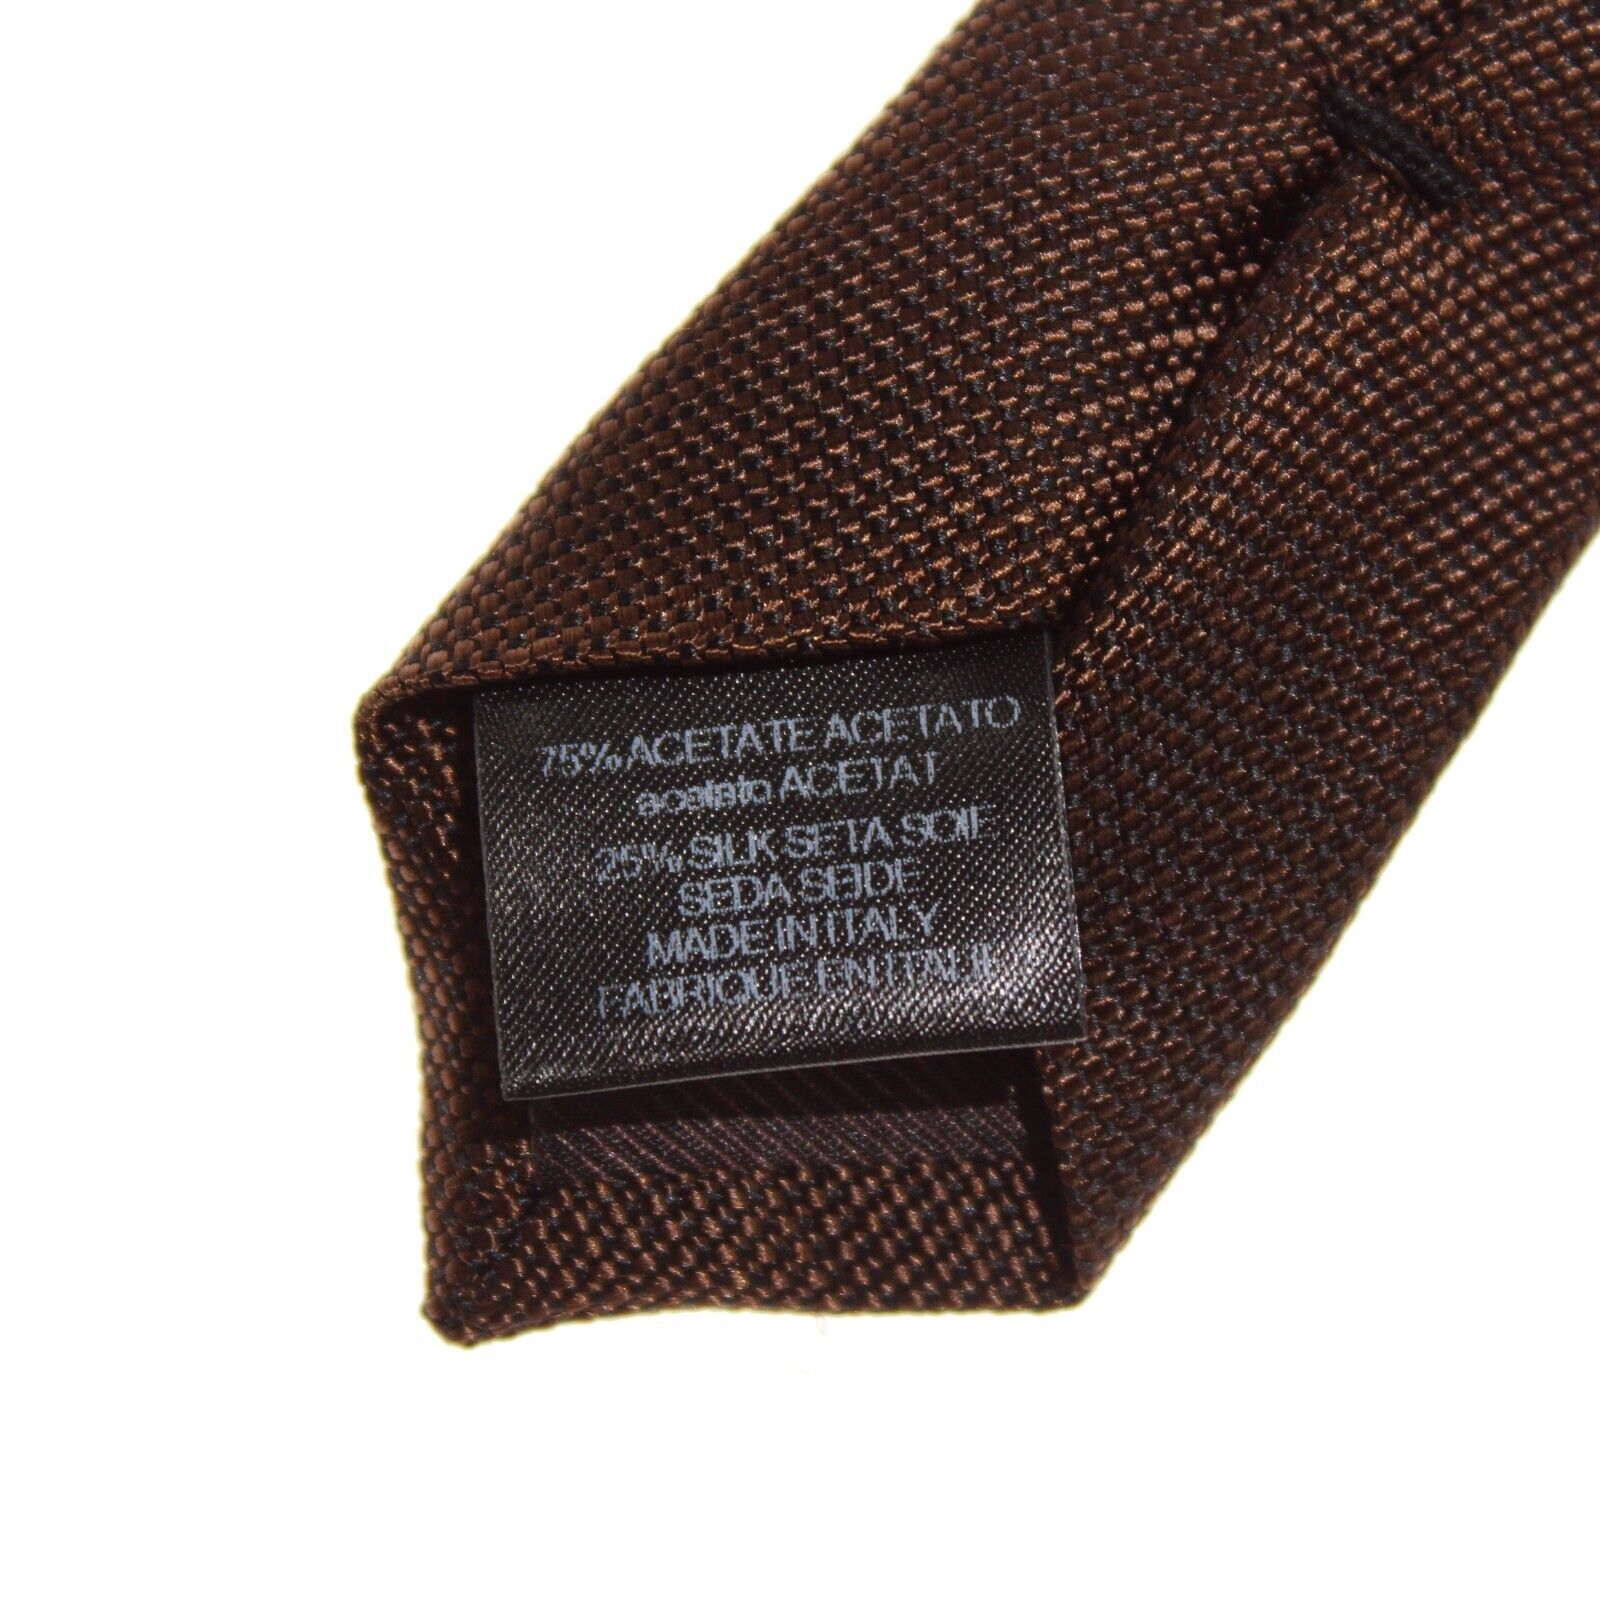 75% ACETATE ACETATO
acetato ACETAT
25% SILK SETA SOIE
SEDA SEIDE
MADE IN ITALY
FABRIQUE EN ITALIE